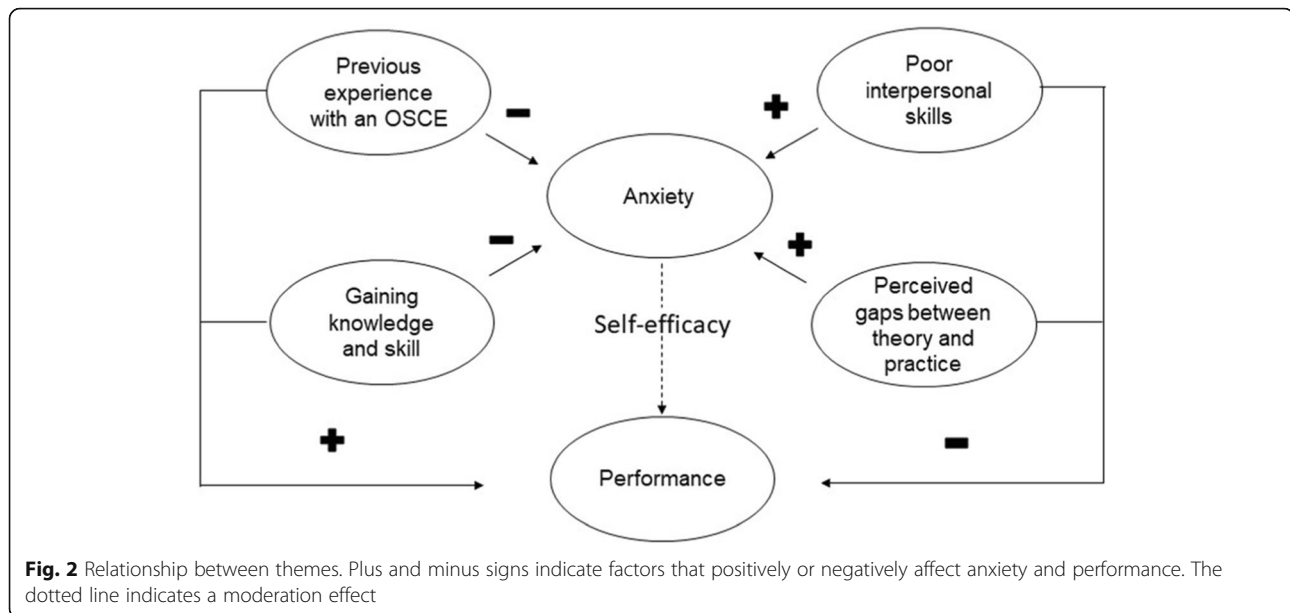 Previous
experience
with an OSCE
Poor
interpersonal
skills
−
+
Anxiety
−
+
Gaining
knowledge
and skill
Perceived
gaps between
theory and
practice
Self-efficacy
+
−
Performance
Fig. 2 Relationship between themes. Plus and minus signs indicate factors that positively or negatively affect anxiety and performance. The
dotted line indicates a moderation effect